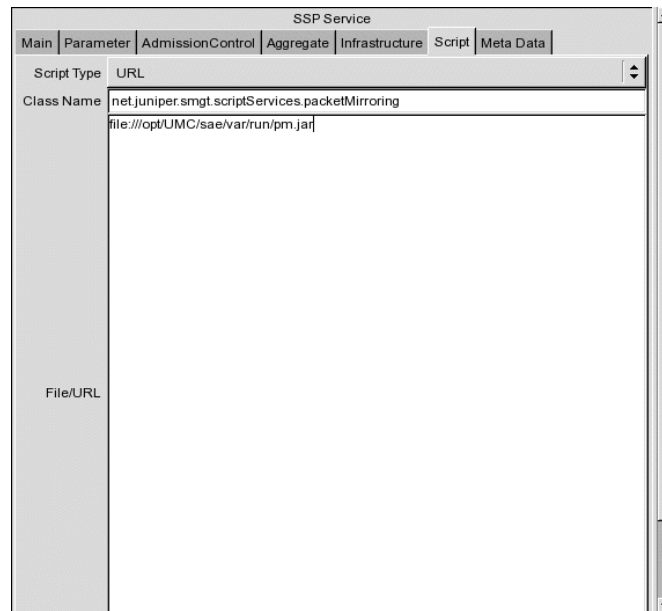 SSP Service
Main Parameter AdmissionControl Aggregate Infrastructure Script Meta Data
Script Type URL
Class Name net.juniper.smgt.scriptServices.packetMirroring
file:///opt/UMC/sae/var/run/pm.jar
File/URL